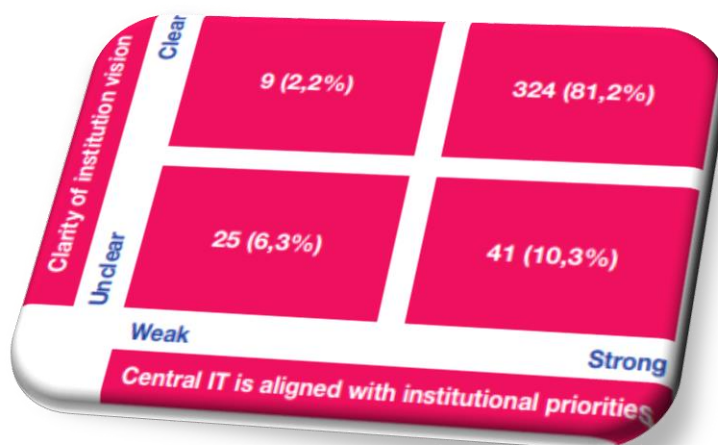 Clarity of institution vision
Clear
9 (2,2%)
324 (81,2%)
Unclear
25 (6,3%)
41 (10,3%)
Weak
Strong
Central IT is aligned with institutional priorities